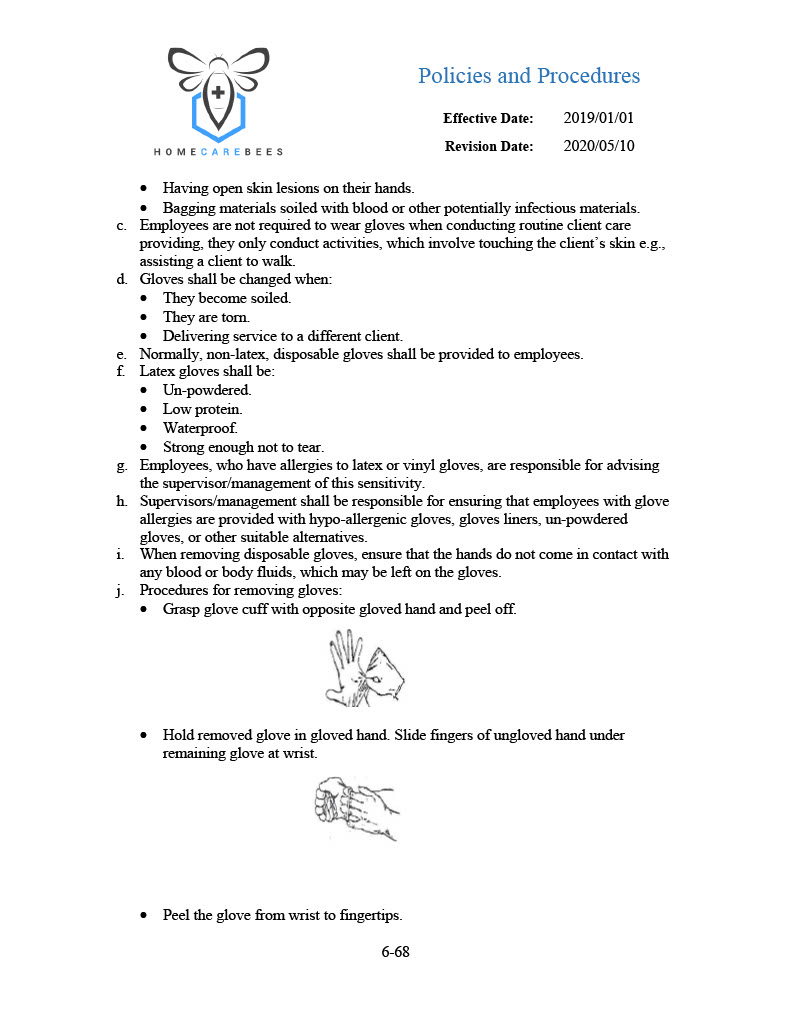 Policies and Procedures
Effective Date: 2019/01/01
Revision Date: 2020/05/10
HOMECAREBEES
• Having open skin lesions on their hands.
• Bagging materials soiled with blood or other potentially infectious materials.
c. Employees are not required to wear gloves when conducting routine client care
providing, they only conduct activities, which involve touching the client’s skin e.g.,
assisting a client to walk.
d. Gloves shall be changed when:
• They become soiled.
• They are torn.
• Delivering service to a different client.
e. Normally, non-latex, disposable gloves shall be provided to employees.
f. Latex gloves shall be:
• Un-powdered.
• Low protein.
• Waterproof.
• Strong enough not to tear.
g. Employees, who have allergies to latex or vinyl gloves, are responsible for advising
the supervisor/management of this sensitivity.
h. Supervisors/management shall be responsible for ensuring that employees with glove
allergies are provided with hypo-allergenic gloves, gloves liners, un-powdered
gloves, or other suitable alternatives.
i. When removing disposable gloves, ensure that the hands do not come in contact with
any blood or body fluids, which may be left on the gloves.
j. Procedures for removing gloves:
• Grasp glove cuff with opposite gloved hand and peel off.
• Hold removed glove in gloved hand. Slide fingers of ungloved hand under
remaining glove at wrist.
• Peel the glove from wrist to fingertips.
6-68